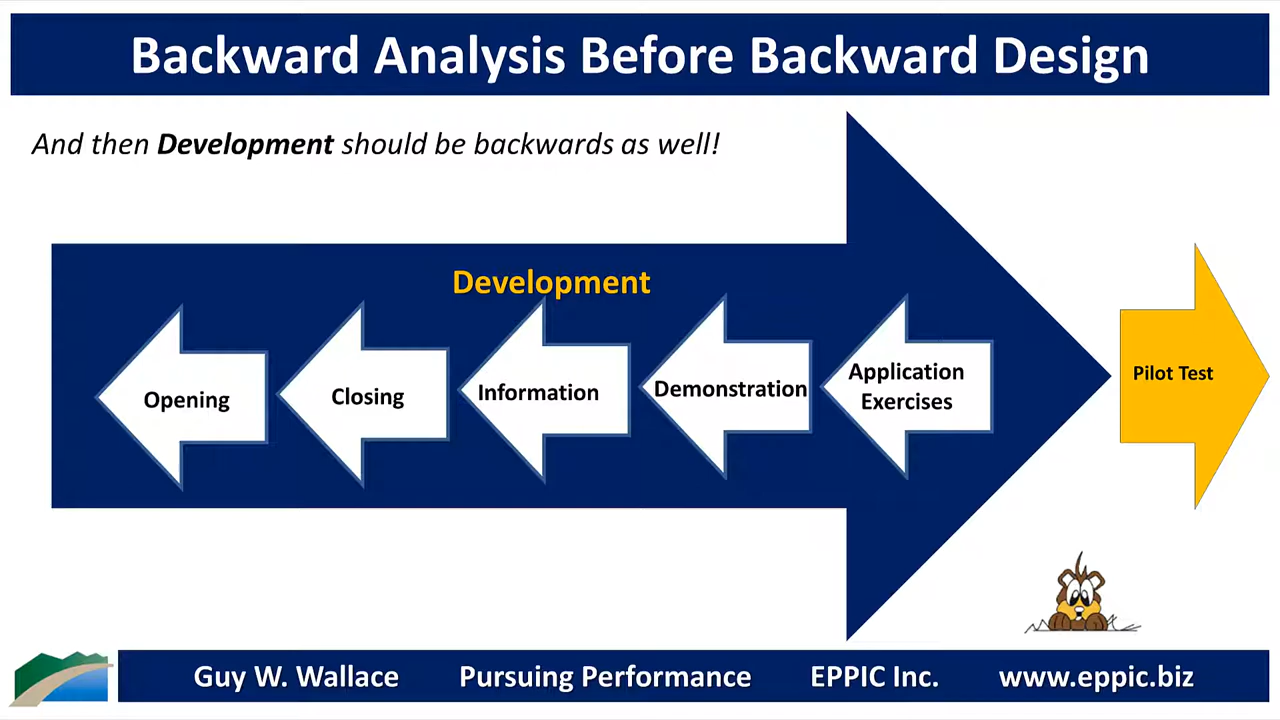 Backward Analysis Before Backward Design
And then Development should be backwards as well!
Development
Opening
Closing
Information
Demonstration
Application
Exercises
Pilot Test
Guy W. Wallace Pursuing Performance EPPIC Inc. www.eppic.biz